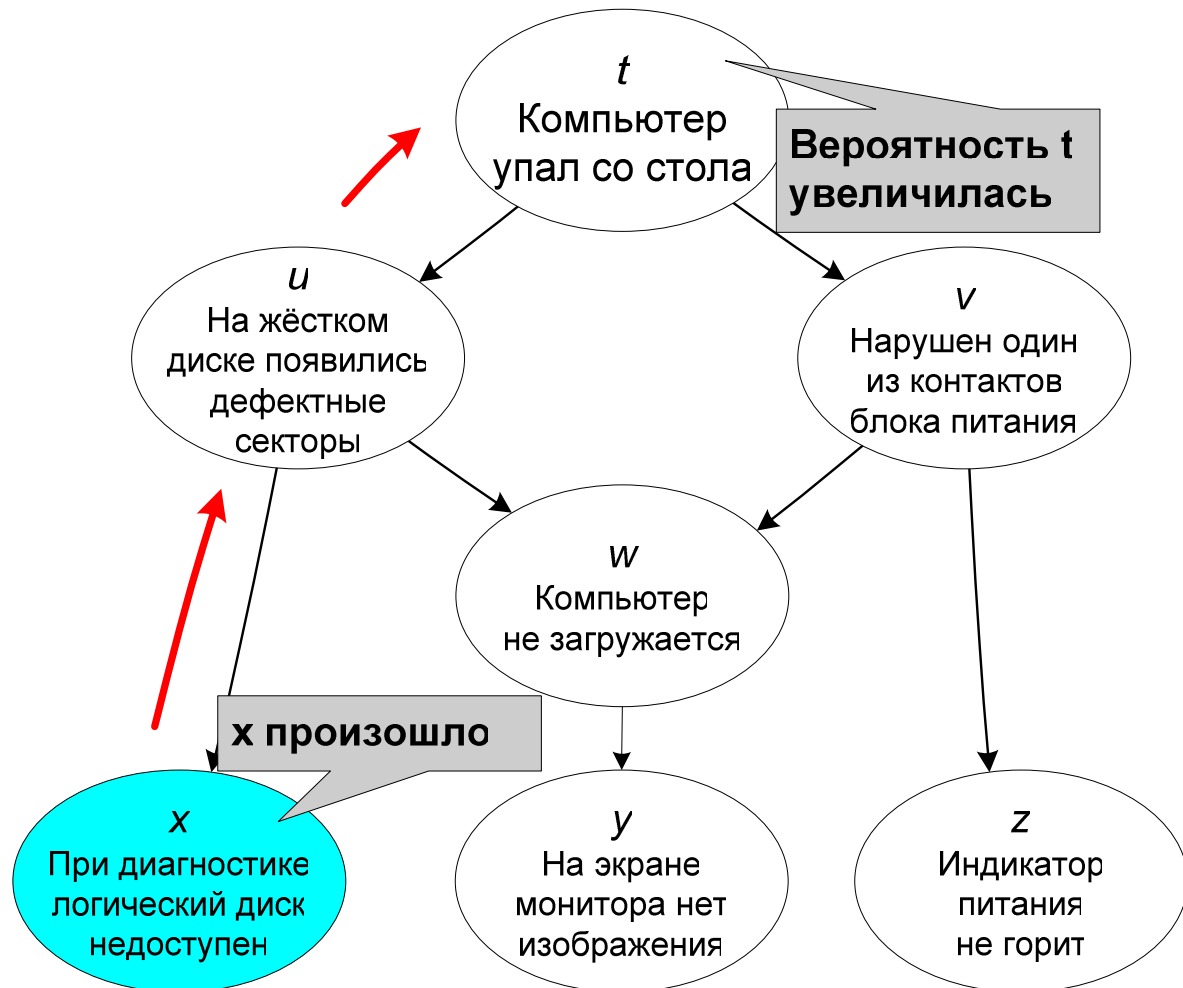 t
Компьютер
упал со стола
Вероятность t
увеличилась
u
На жёстком
диске появились
дефектные
секторы
v
Нарушен один
из контактов
блока питания
w
Компьютер
не загружается
x произошло
x
При диагностике
логический диск
недоступен
y
На экране
монитора нет
изображения
z
Индикатор
питания
не горит